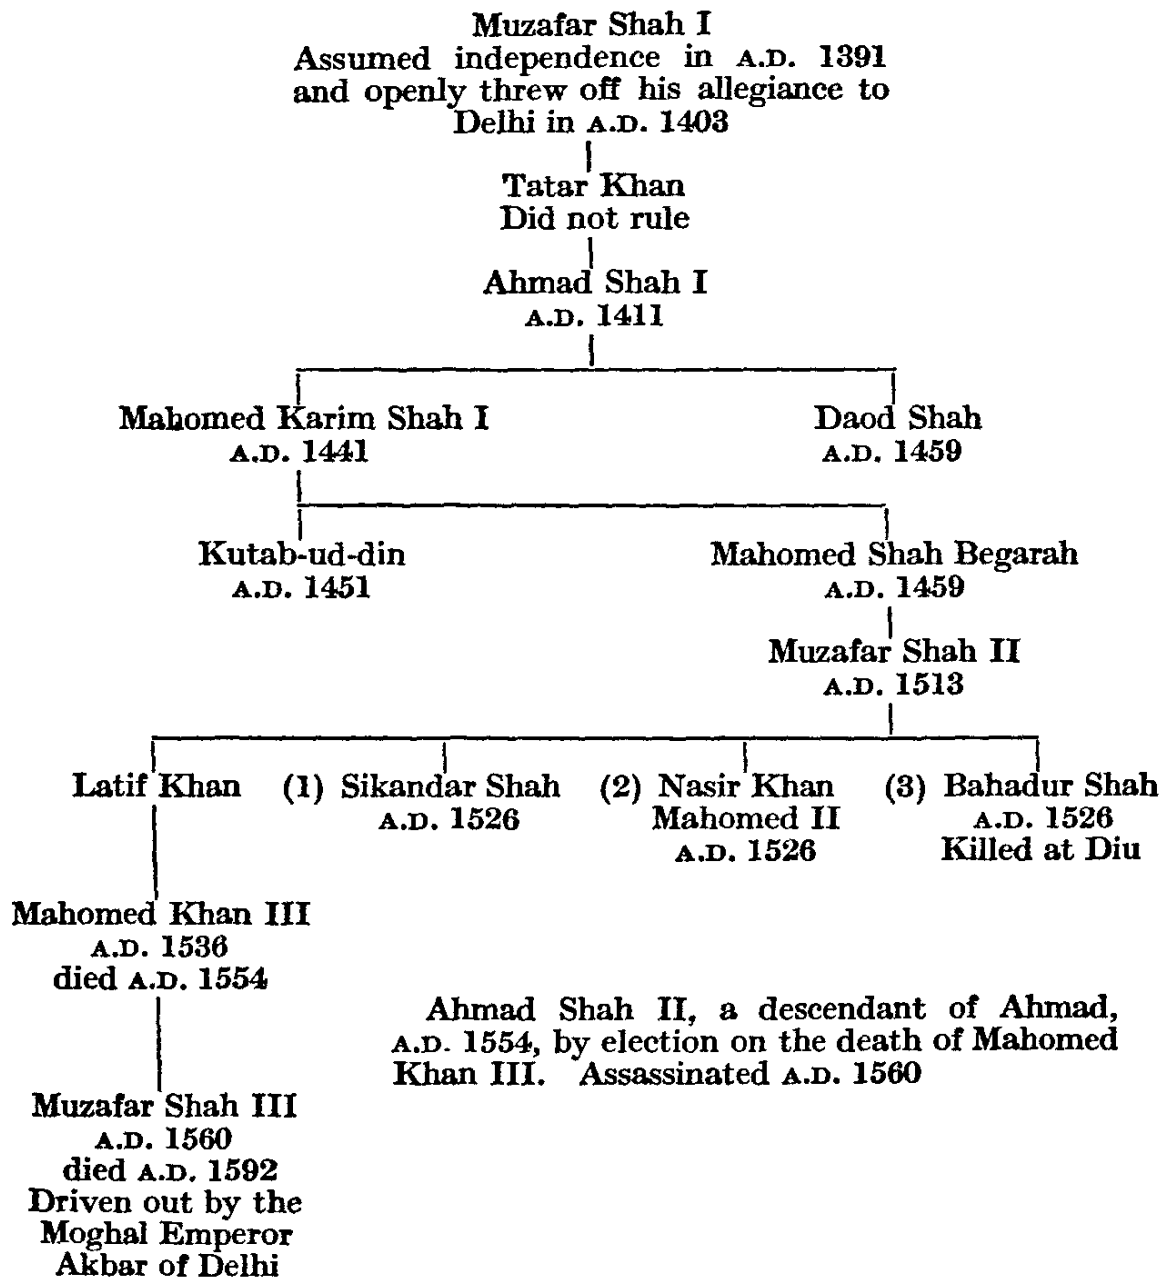 Muzafar Shah I
Assumed independence in A.D. 1391
and openly threw off his allegiance to
Delhi in A.D. 1403
Tatar Khan
Did not rule
Ahmad Shah I
A.D. 1411
Mahomed Karim Shah I
A.D. 1441
Daod Shah
A.D. 1459
Kutab-ud-din
A.D. 1451
Mahomed Shah Begarah
A.D. 1459
Muzafar Shah II
A.D. 1513
Latif Khan
(1) Sikandar Shah
A.D. 1526
(2) Nasir Khan
Mahomed II
A.D. 1526
(3) Bahadur Shah
A.D. 1526
Killed at Diu
Mahomed Khan III
A.D. 1536
died A.D. 1554
Ahmad Shah II, a descendant of Ahmad,
A.D. 1554, by election on the death of Mahomed
Khan III. Assassinated A.D. 1560
Muzafar Shah III
A.D. 1560
died A.D. 1592
Driven out by the
Moghal Emperor
Akbar of Delhi